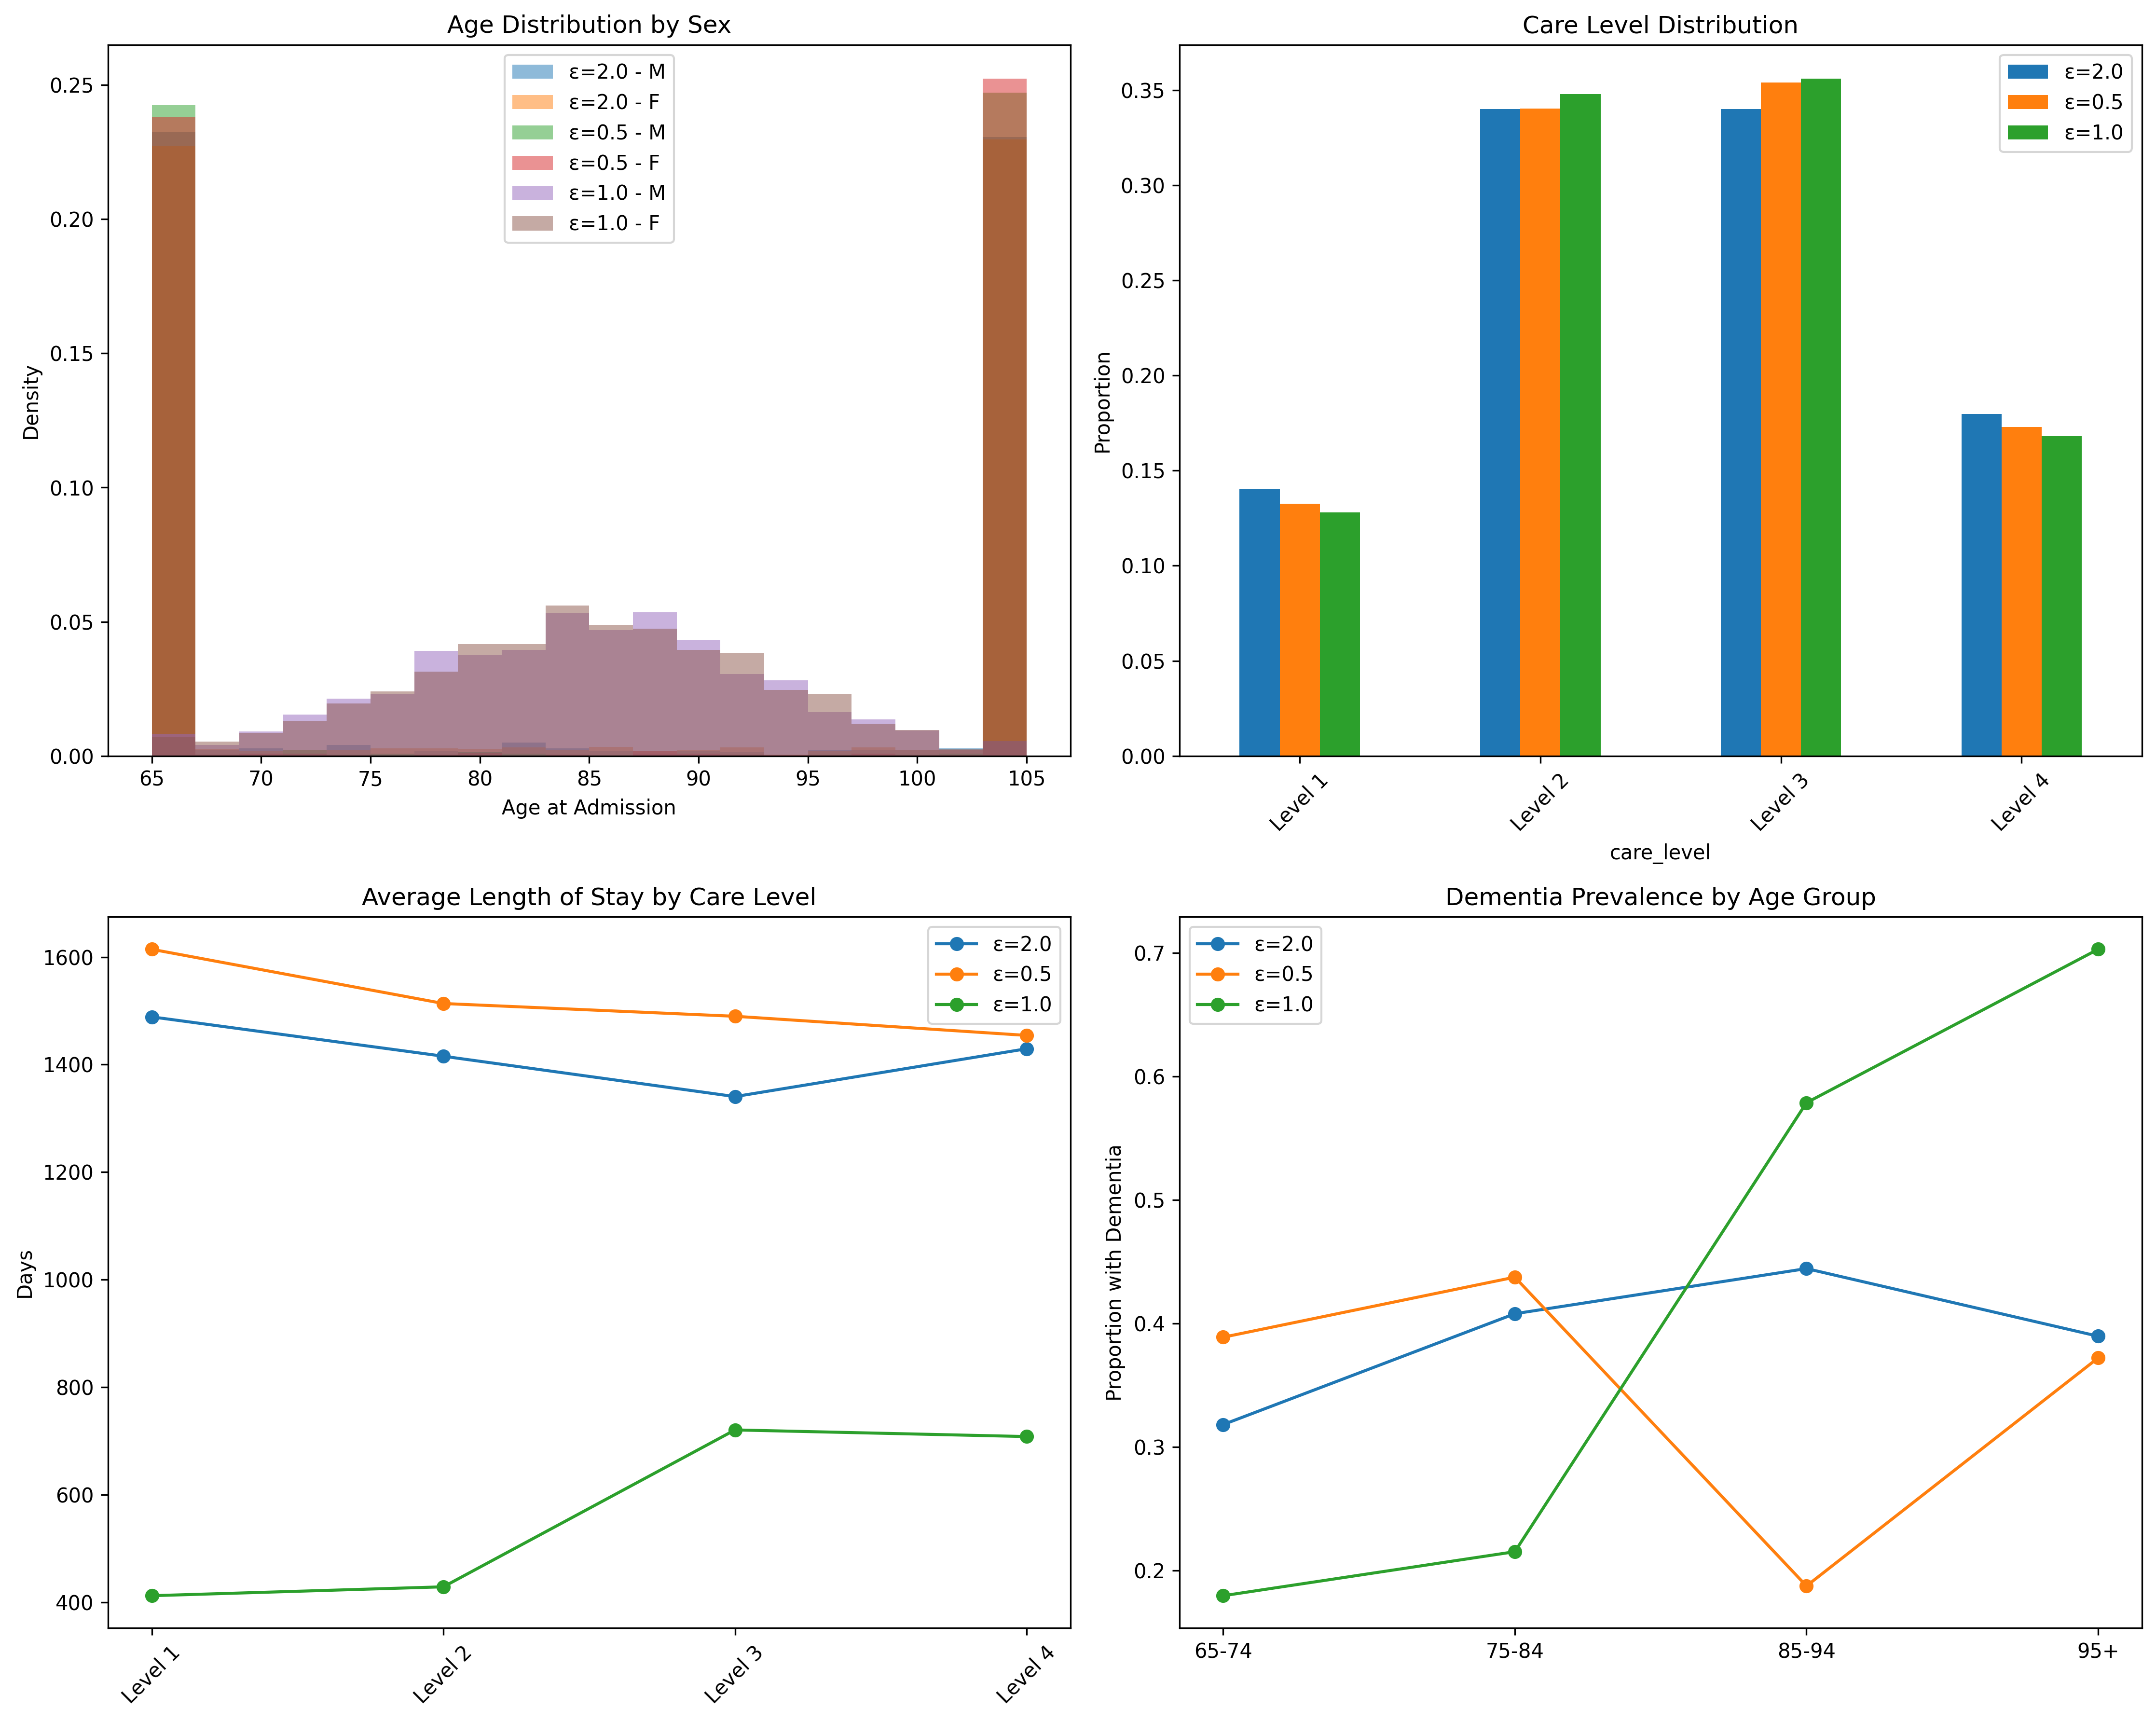 Age Distribution by Sex
Density
0.25
0.20
0.15
0.10
0.05
0.00
ε=2.0 - M
ε=2.0 - F
ε=0.5 - M
ε=0.5 - F
ε=1.0 - M
ε=1.0 - F
65 70 75 80 85 90 95 100 105
Age at Admission
Care Level Distribution
Proportion
0.35
0.30
0.25
0.20
0.15
0.10
0.05
0.00
ε=2.0
ε=0.5
ε=1.0
Level 1 Level 2 Level 3 Level 4
care_level
Average Length of Stay by Care Level
Days
1600
1400
1200
1000
800
600
400
ε=2.0
ε=0.5
ε=1.0
Level 1 Level 2 Level 3 Level 4
Dementia Prevalence by Age Group
Proportion with Dementia
0.7
0.6
0.5
0.4
0.3
0.2
ε=2.0
ε=0.5
ε=1.0
65-74 75-84 85-94 95+